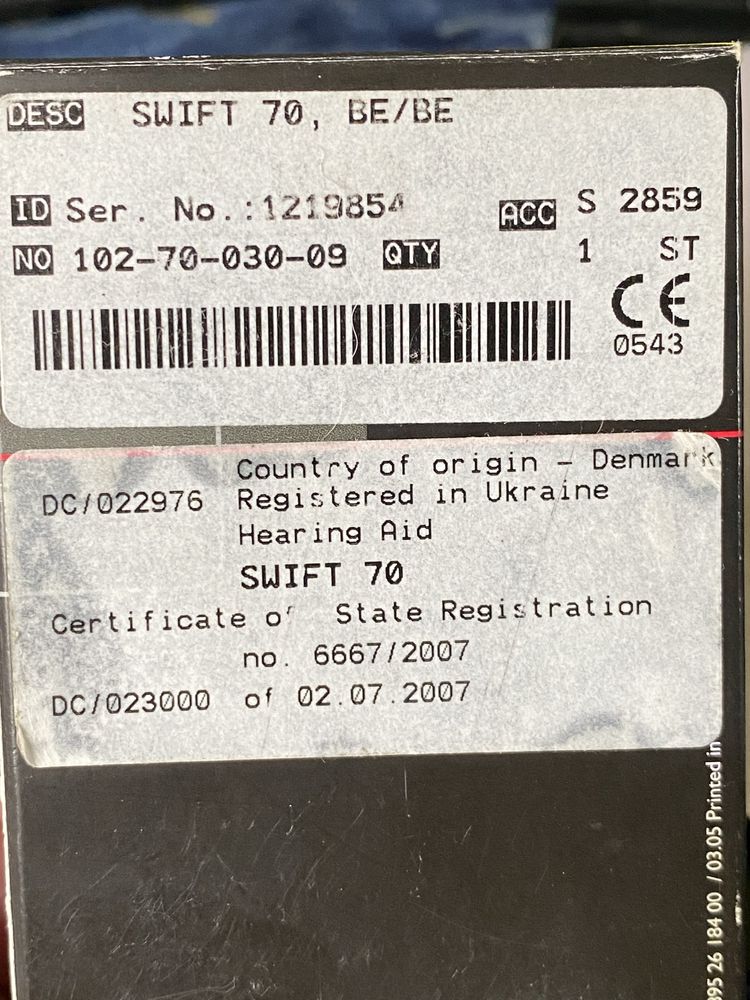 DESC SWIFT 70, BE/BE
ID Ser. No.:1219854 ACC S 2859
NO 102-70-030-09 QTY 1 ST
CE
0543
Country of origin - Denmark
DC/022976 Registered in Ukraine
Hearing Aid
SWIFT 70
Certificate of State Registration
no. 6667/2007
DC/023000 of 02.07.2007
95 26 184 00 / 03.05 Printed in